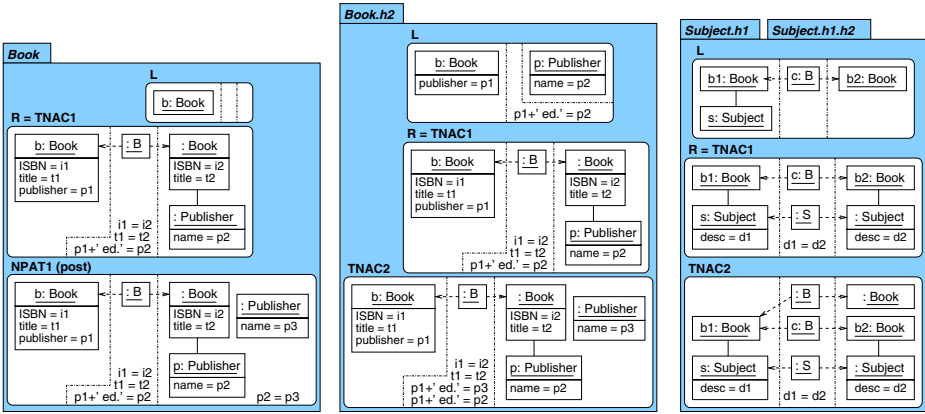 Book
L
b: Book
R = TNAC1
b: Book
ISBN = i1
title = t1
publisher = p1
: B
: Book
ISBN = i2
title = t2
: Publisher
name = p2
i1 = i2
t1 = t2
p1+' ed.' = p2
NPAT1 (post)
b: Book
ISBN = i1
title = t1
publisher = p1
: B
: Book
ISBN = i2
title = t2
: Publisher
name = p3
p: Publisher
name = p2
i1 = i2
t1 = t2
p1+' ed.' = p2
p2 = p3
Book.h2
L
b: Book
publisher = p1
p: Publisher
name = p2
p1+' ed.' = p2
R = TNAC1
b: Book
ISBN = i1
title = t1
publisher = p1
: B
: Book
ISBN = i2
title = t2
p: Publisher
name = p2
i1 = i2
t1 = t2
p1+' ed.' = p2
TNAC2
b: Book
ISBN = i1
title = t1
publisher = p1
: B
: Book
ISBN = i2
title = t2
: Publisher
name = p3
p: Publisher
name = p2
i1 = i2
t1 = t2
p1+' ed.' = p3
p1+' ed.' = p2
Subject.h1 Subject.h1.h2
L
b1: Book
c: B
b2: Book
s: Subject
R = TNAC1
b1: Book
c: B
b2: Book
s: Subject
desc = d1
: S
: Subject
desc = d2
d1 = d2
TNAC2
: B
: Book
b1: Book
c: B
b2: Book
s: Subject
desc = d1
: S
: Subject
desc = d2
d1 = d2